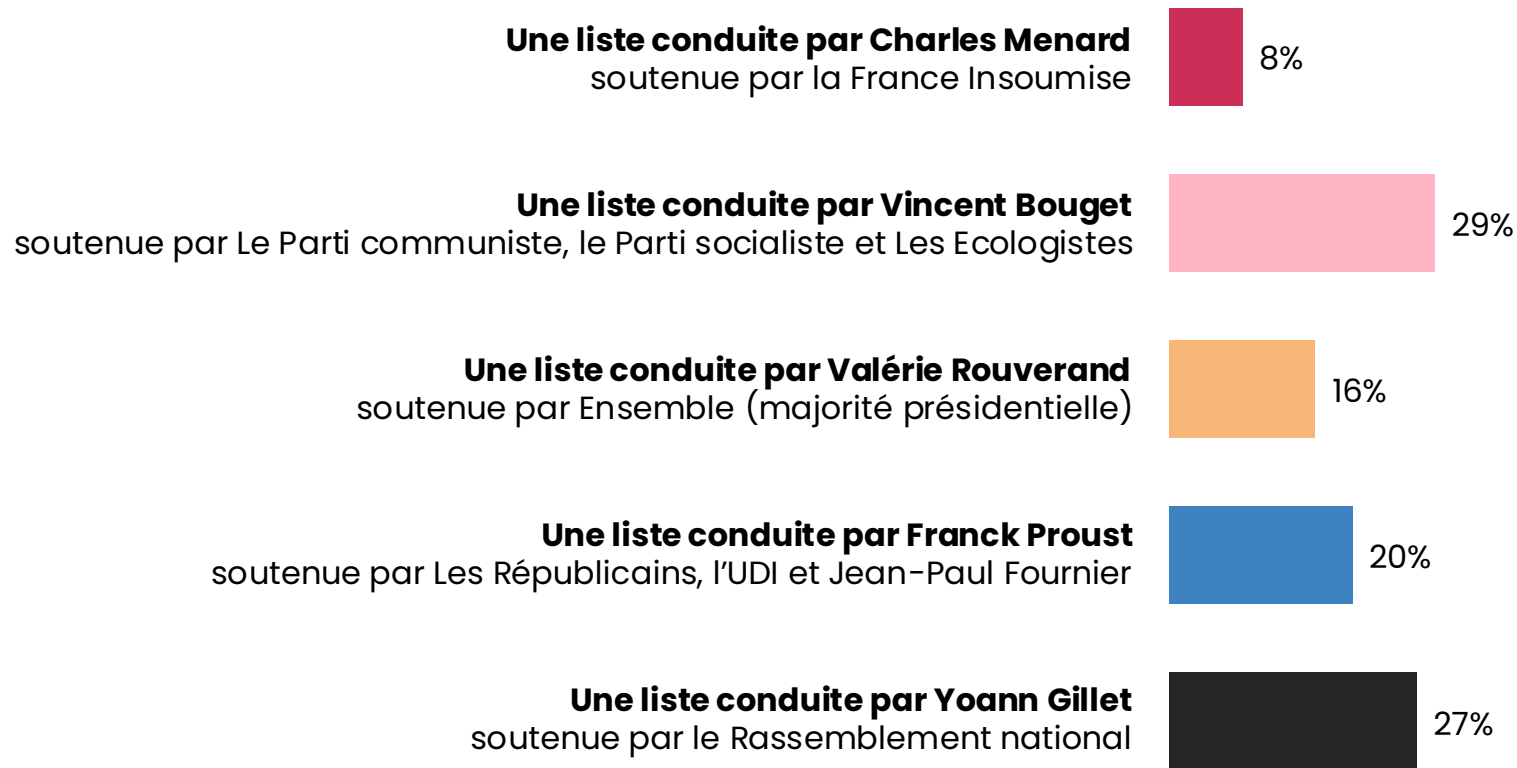 Une liste conduite par Charles Menard
soutenue par la France Insoumise
8%
Une liste conduite par Vincent Bouget
soutenue par Le Parti communiste, le Parti socialiste et Les Ecologistes
29%
Une liste conduite par Valérie Rouverand
soutenue par Ensemble (majorité présidentielle)
16%
Une liste conduite par Franck Proust
soutenue par Les Républicains, l’UDI et Jean-Paul Fournier
20%
Une liste conduite par Yoann Gillet
soutenue par le Rassemblement national
27%